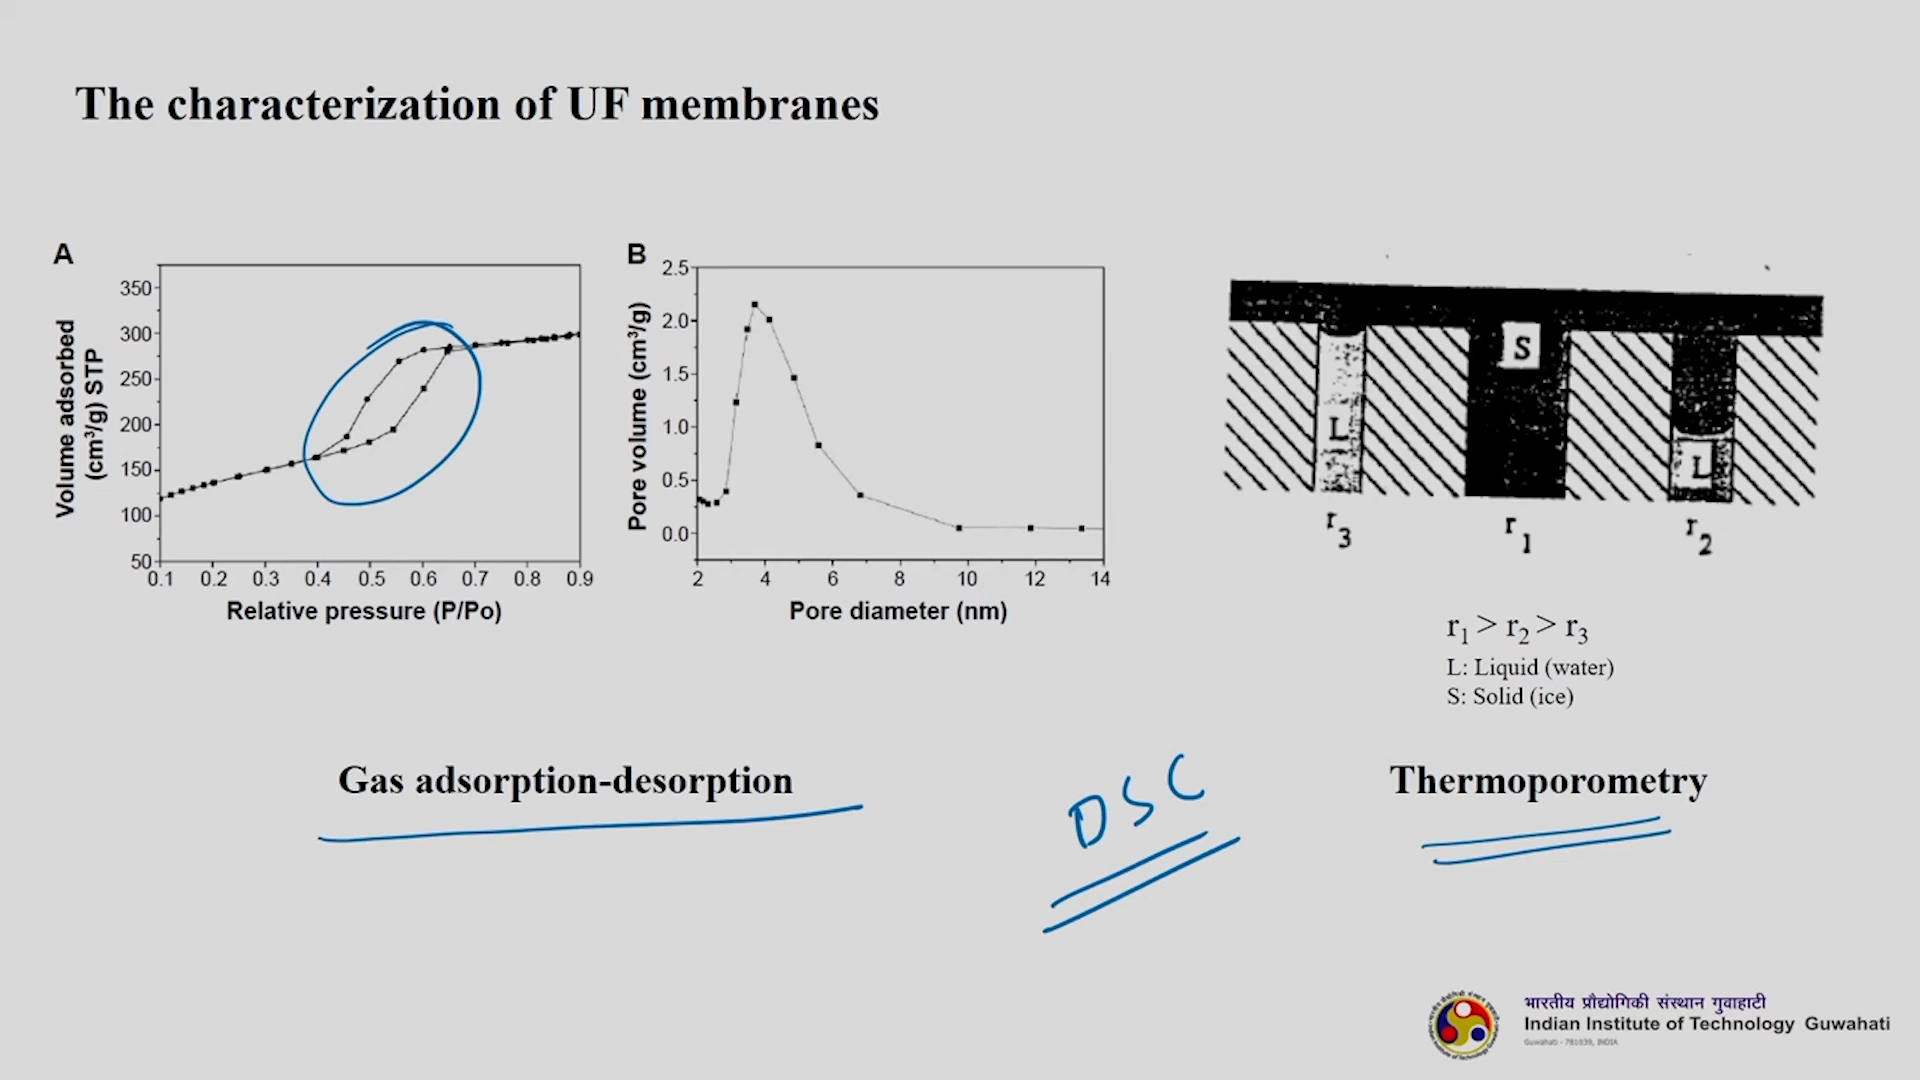 The characterization of UF membranes
A
Volume adsorbed
(cm³/g) STP
350
300
250
200
150
100
50
0.1 0.2 0.3 0.4 0.5 0.6 0.7 0.8 0.9
Relative pressure (P/Po)
B
Pore volume (cm³/g)
2.5
2.0
1.5
1.0
0.5
0.0
2 4 6 8 10 12 14
Pore diameter (nm)
S
L
L
r₃ r₁ r₂
r₁ > r₂ > r₃
L: Liquid (water)
S: Solid (ice)
Gas adsorption-desorption
DSC
Thermoporometry
भारतीय प्रौद्योगिकी संस्थान गुवाहाटी
Indian Institute of Technology Guwahati
Guwahati - 781039, INDIA